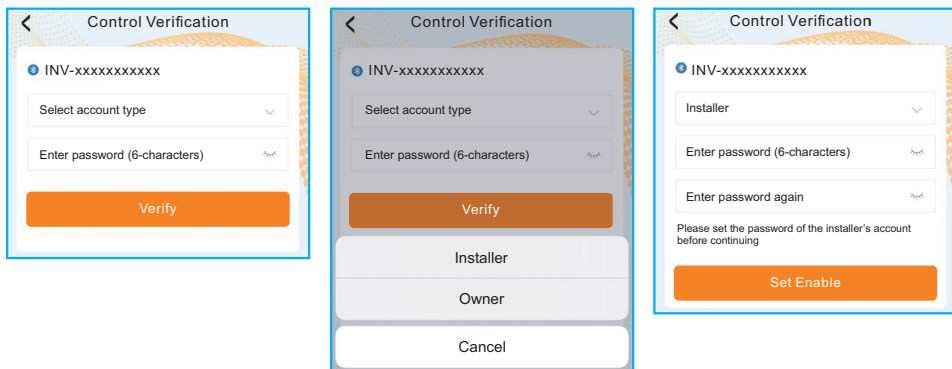 Control Verification
INV-xxxxxxxxxxx
Select account type
Enter password (6-characters)
Verify
Control Verification
INV-xxxxxxxxxxx
Select account type
Enter password (6-characters)
Verify
Installer
Owner
Cancel
Control Verification
INV-xxxxxxxxxxx
Installer
Enter password (6-characters)
Enter password again
Please set the password of the installer's account
before continuing
Set Enable